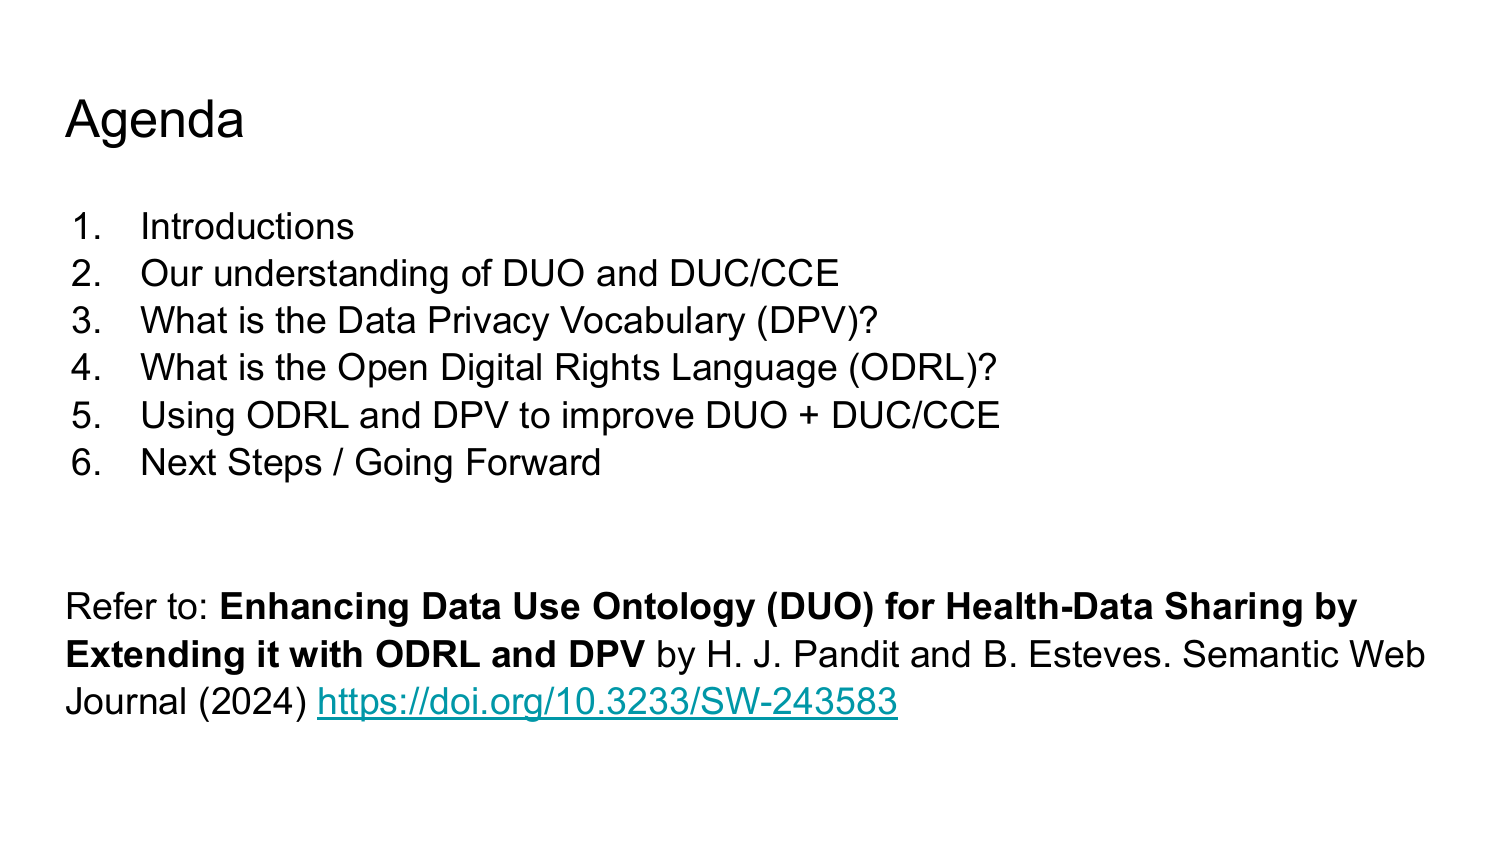 Agenda
1. Introductions
2. Our understanding of DUO and DUC/CCE
3. What is the Data Privacy Vocabulary (DPV)?
4. What is the Open Digital Rights Language (ODRL)?
5. Using ODRL and DPV to improve DUO + DUC/CCE
6. Next Steps / Going Forward
Refer to: Enhancing Data Use Ontology (DUO) for Health-Data Sharing by
Extending it with ODRL and DPV by H. J. Pandit and B. Esteves. Semantic Web
Journal (2024) https://doi.org/10.3233/SW-243583